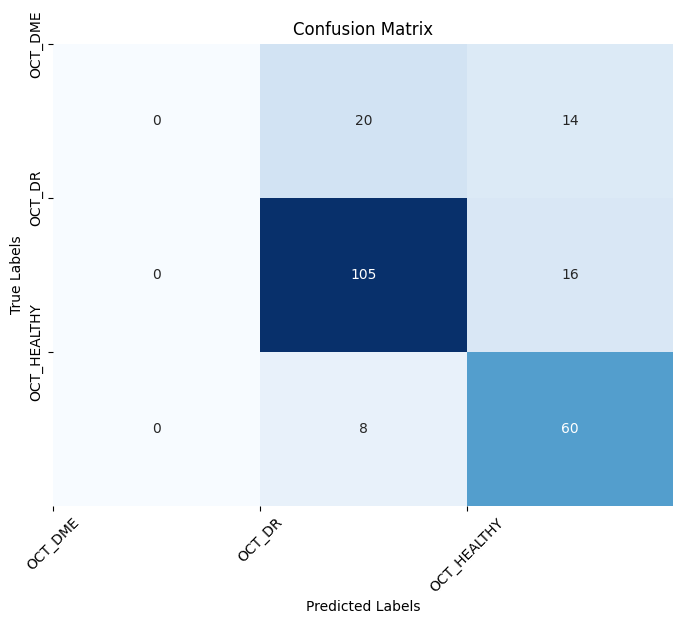 Confusion Matrix
True Labels
OCT_DME
0 20 14
OCT_DR
0 105 16
OCT_HEALTHY
0 8 60
OCT_DME OCT_DR OCT_HEALTHY
Predicted Labels